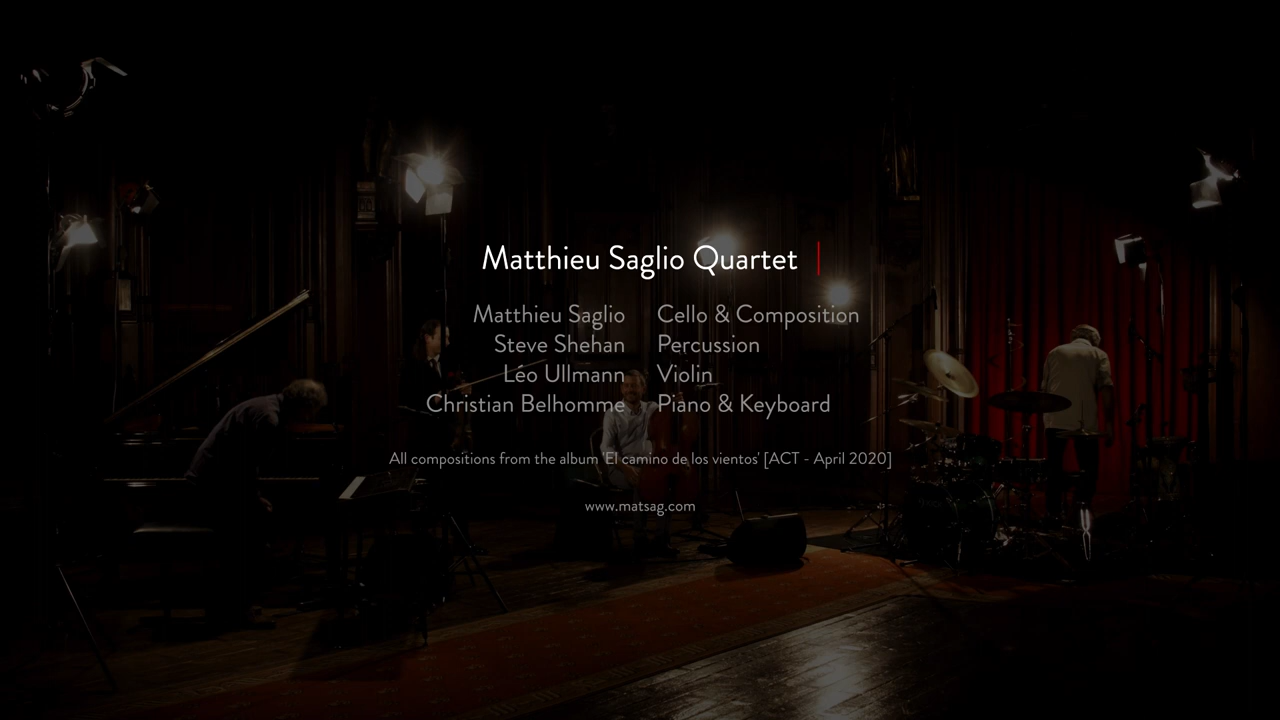 Matthieu Saglio Quartet
Matthieu Saglio Cello & Composition
Steve Shehan Percussion
Léo Ullmann Violin
Christian Belhomme Piano & Keyboard
All compositions from the album 'El camino de los vientos' [ACT - April 2020]
www.matsag.com